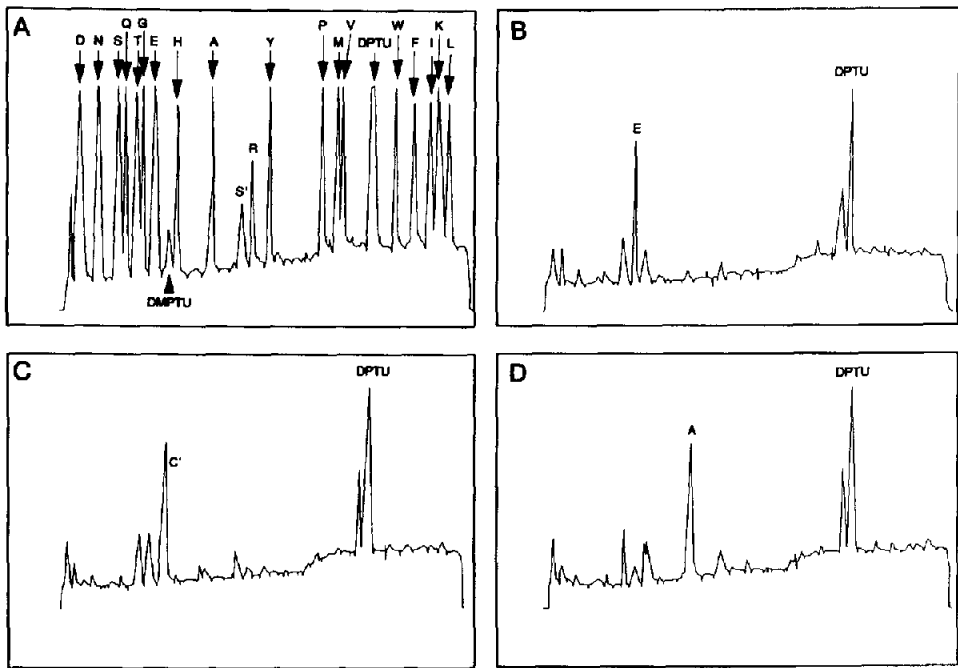 A
Q G
D N S T E H A Y P M V DPTU W F I K L
S' R
DMPTU
B
DPTU
E
C
DPTU
C'
D
DPTU
A